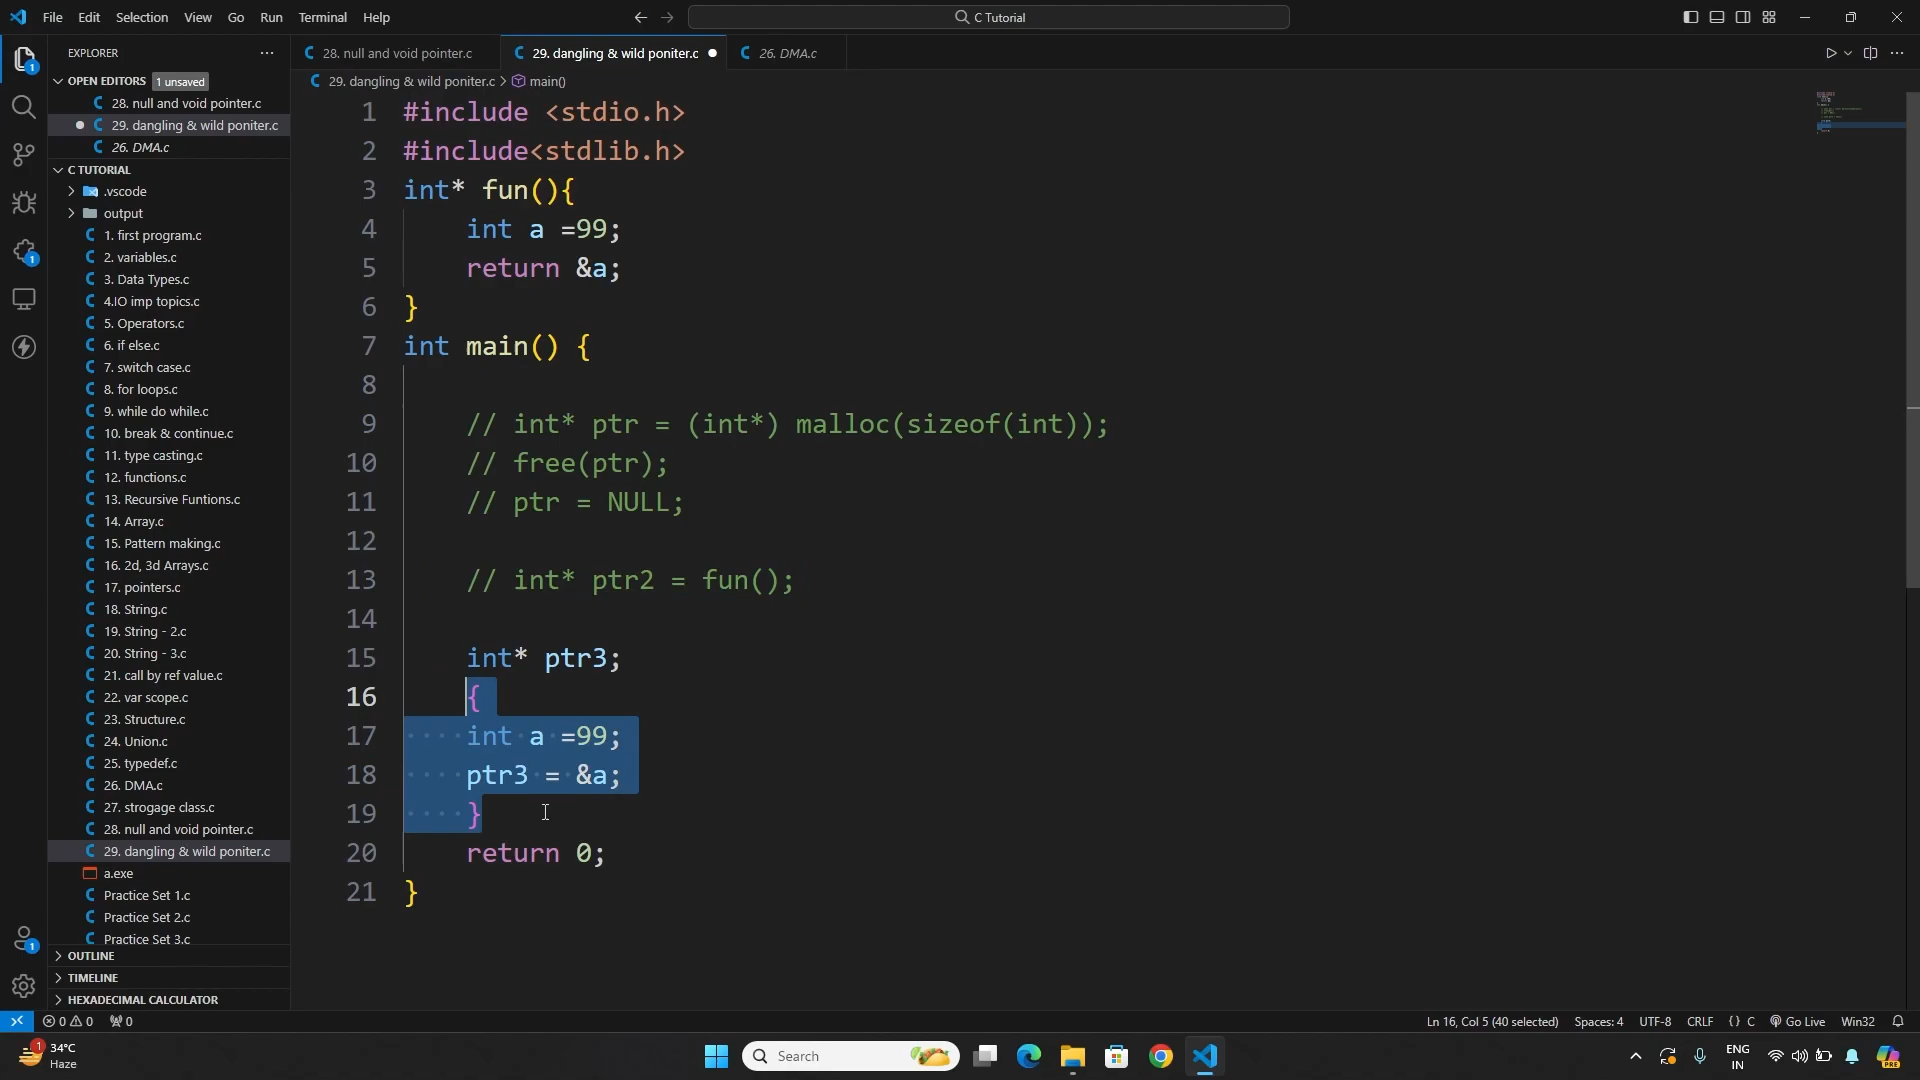 File Edit Selection View Go Run Terminal Help
C Tutorial
EXPLORER
OPEN EDITORS 1 unsaved
28. null and void pointer.c
29. dangling & wild poniter.c
26. DMA.c
C TUTORIAL
.vscode
output
1. first program.c
2. variables.c
3. Data Types.c
4.IO imp topics.c
5. Operators.c
6. if else.c
7. switch case.c
8. for loops.c
9. while do while.c
10. break & continue.c
11. type casting.c
12. functions.c
13. Recursive Funtions.c
14. Array.c
15. Pattern making.c
16. 2d, 3d Arrays.c
17. pointers.c
18. String.c
19. String - 2.c
20. String - 3.c
21. call by ref value.c
22. var scope.c
23. Structure.c
24. Union.c
25. typedef.c
26. DMA.c
27. strogage class.c
28. null and void pointer.c
29. dangling & wild poniter.c
a.exe
Practice Set 1.c
Practice Set 2.c
Practice Set 3.c
OUTLINE
TIMELINE
HEXADECIMAL CALCULATOR
28. null and void pointer.c
29. dangling & wild poniter.c
26. DMA.c
29. dangling & wild poniter.c > main()
1 #include <stdio.h>
2 #include<stdlib.h>
3 int* fun(){
4 int a =99;
5 return &a;
6 }
7 int main() {
8
9 // int* ptr = (int*) malloc(sizeof(int));
10 // free(ptr);
11 // ptr = NULL;
12
13 // int* ptr2 = fun();
14
15 int* ptr3;
16 {
17 int a =99;
18 ptr3 = &a;
19 }
20 return 0;
21 }
0 0 0
Ln 16, Col 5 (40 selected) Spaces: 4 UTF-8 CRLF {} C Go Live Win32
1
34°C
Haze
Search
ENG
IN